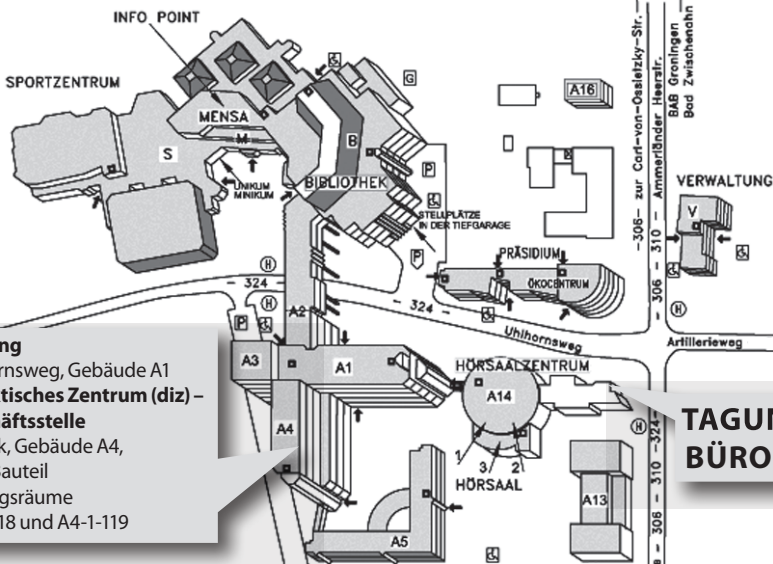 INFO POINT
SPORTZENTRUM
MENSA
M
S
UNIKUM
MINIKUM
B
BIBLIOTHEK
G
P
STELLPLÄTZE
IN DER TIEFGARAGE
P
A16
-306- zur Carl-von-Ossietzky-Str.
306 - 310 - Ammerländer Heerstr.
BAB Groningen
Bad Zwischenahn
VERWALTUNG
V
PRÄSIDIUM
ÖKOCENTRUM
H
- 324
H
- 324 -
Uhlhornsweg
H
Artillerieweg
P
A2
A3
A1
A4
HÖRSAALZENTRUM
A14
1
3
2
HÖRSAAL
A5
A13
H
306 - 310 -324-
TAGUN
BÜRO
ng
rnsweg, Gebäude A1
ktisches Zentrum (diz) –
häftsstelle
k, Gebäude A4,
Bauteil
gsräume
18 und A4-1-119